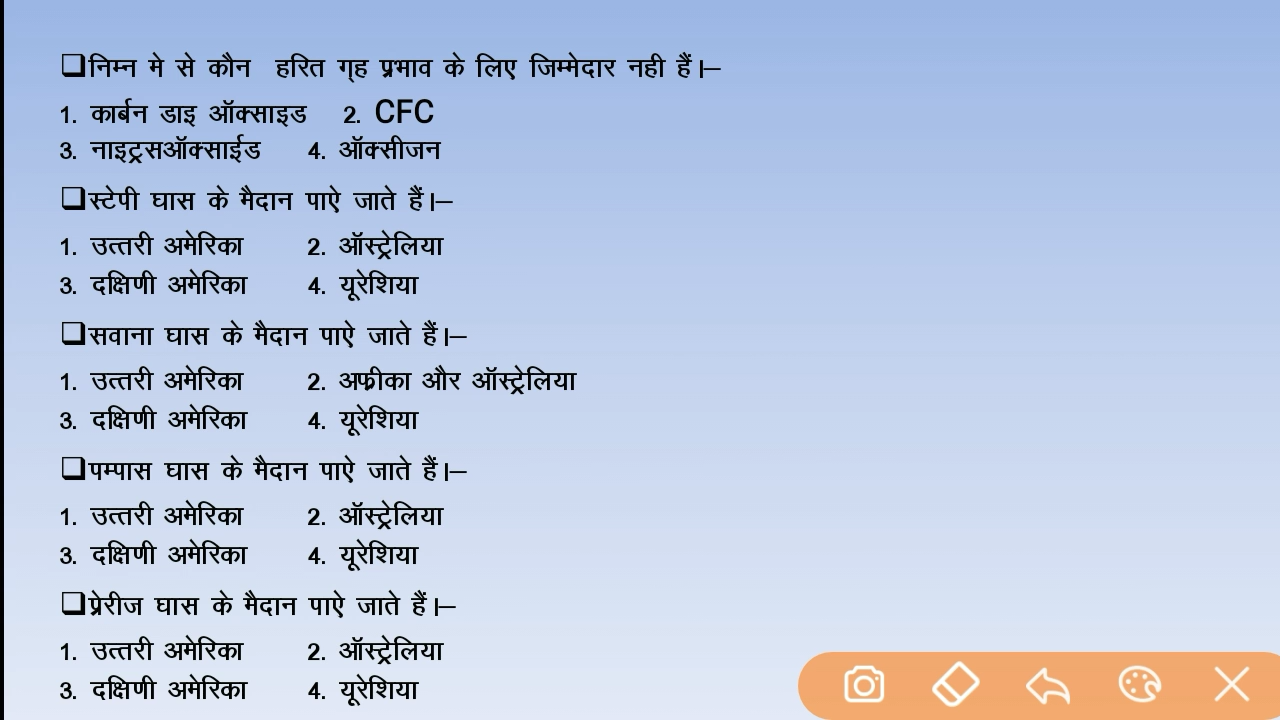 ❑निम्न मे से कौन हरित गृह प्रभाव के लिए जिम्मेदार नही हैं।–
1. कार्बन डाइ ऑक्साइड 2. CFC
3. नाइट्रसऑक्साईड 4. ऑक्सीजन
❑स्टेपी घास के मैदान पाऐ जाते हैं।–
1. उत्तरी अमेरिका 2. ऑस्ट्रेलिया
3. दक्षिणी अमेरिका 4. यूरेशिया
❑सवाना घास के मैदान पाऐ जाते हैं।–
1. उत्तरी अमेरिका 2. अफ्रीका और ऑस्ट्रेलिया
3. दक्षिणी अमेरिका 4. यूरेशिया
❑पम्पास घास के मैदान पाऐ जाते हैं।–
1. उत्तरी अमेरिका 2. ऑस्ट्रेलिया
3. दक्षिणी अमेरिका 4. यूरेशिया
❑प्रेरीज घास के मैदान पाऐ जाते हैं।–
1. उत्तरी अमेरिका 2. ऑस्ट्रेलिया
3. दक्षिणी अमेरिका 4. यूरेशिया